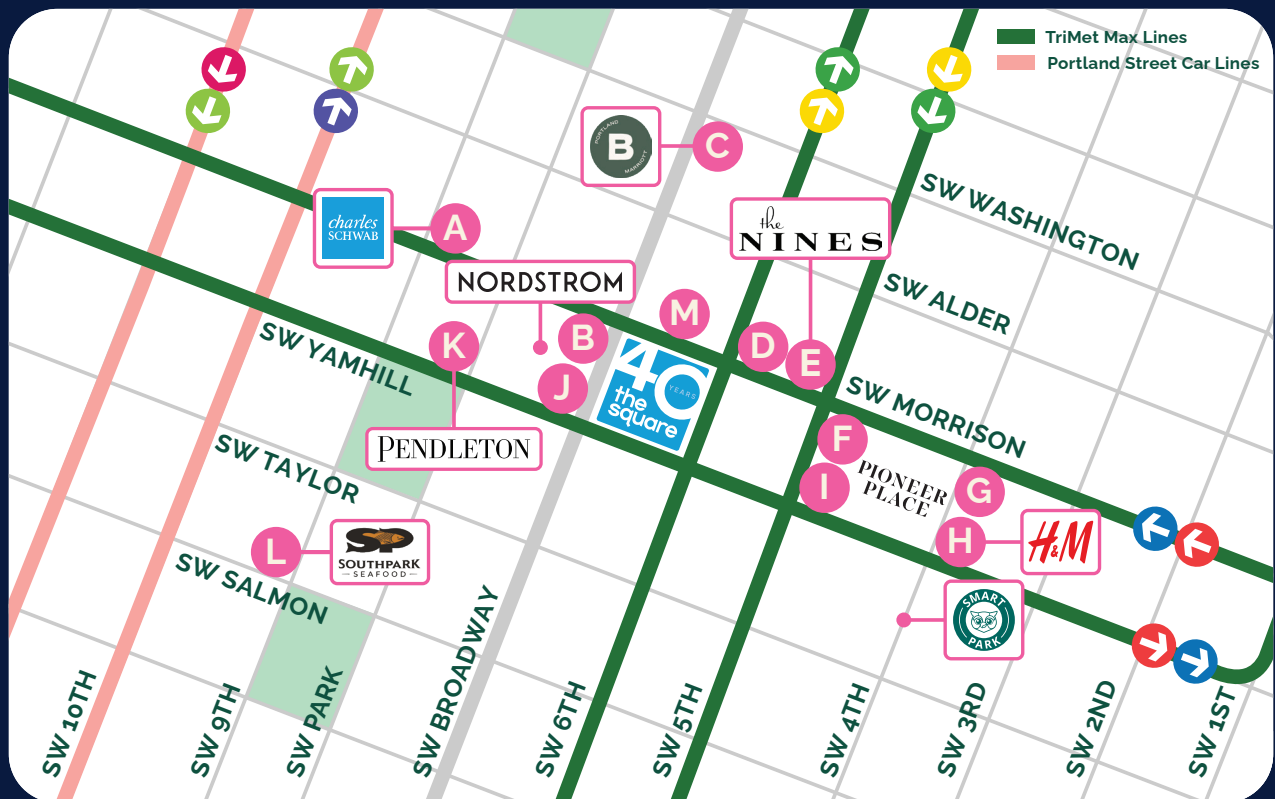 TriMet Max Lines
Portland Street Car Lines
PORTLAND
B
MARRIOTT
C
SW WASHINGTON
charles
SCHWAB
A
the
NINES
NORDSTROM
SW ALDER
M
B
D
E
K
J
40
YEARS
the
square
SW YAMHILL
SW MORRISON
PENDLETON
F
I
PIONEER
PLACE
G
SW TAYLOR
H
H&M
L
SP
SOUTHPARK
SEAFOOD
SW SALMON
SMART
PARK
SW 10TH
SW 9TH
SW PARK
SW BROADWAY
SW 6TH
SW 5TH
SW 4TH
SW 3RD
SW 2ND
SW 1ST